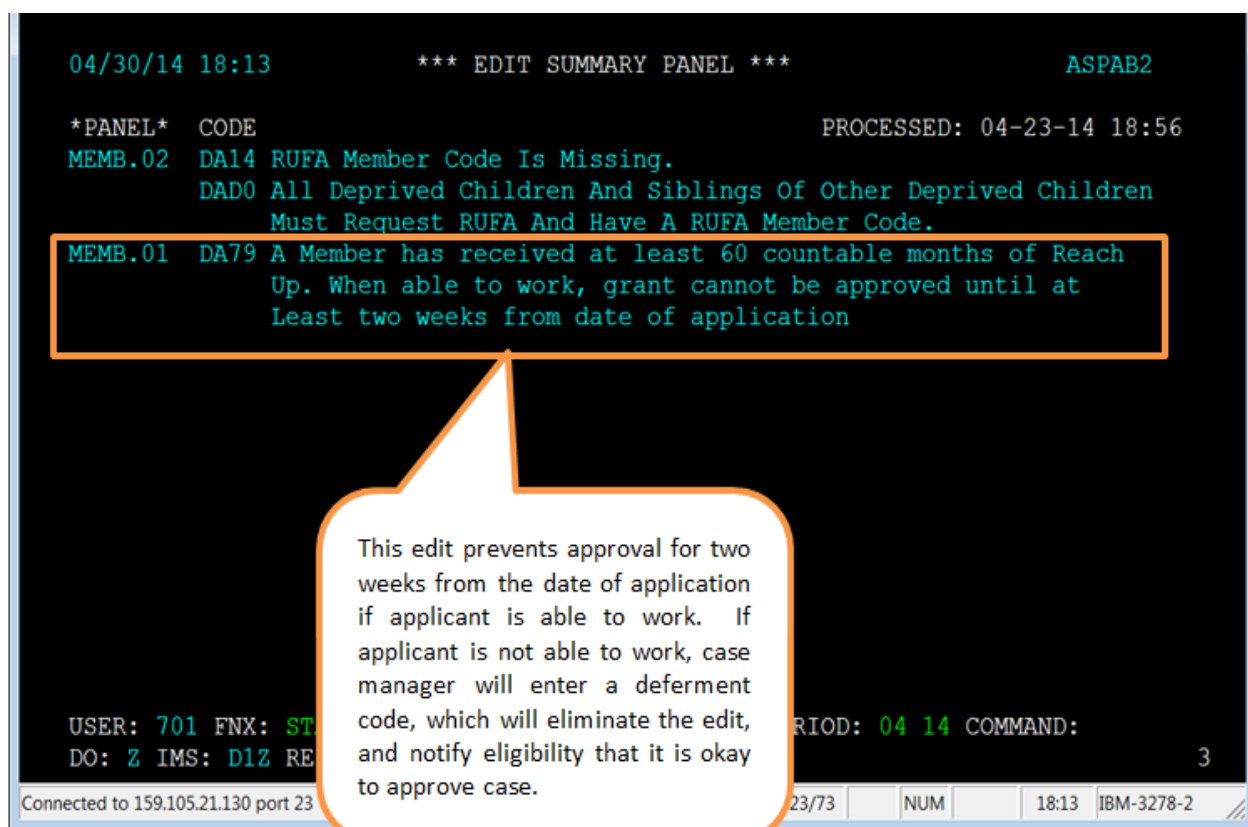 04/30/14 18:13 *** EDIT SUMMARY PANEL *** ASPAB2
*PANEL* CODE PROCESSED: 04-23-14 18:56
MEMB.02 DA14 RUFA Member Code Is Missing.
DAD0 All Deprived Children And Siblings Of Other Deprived Children
Must Request RUFA And Have A RUFA Member Code.
MEMB.01 DA79 A Member has received at least 60 countable months of Reach
Up. When able to work, grant cannot be approved until at
Least two weeks from date of application
This edit prevents approval for two
weeks from the date of application
if applicant is able to work. If
applicant is not able to work, case
manager will enter a deferment
code, which will eliminate the edit,
and notify eligibility that it is okay
to approve case.
USER: 701 FNX: ST RIOD: 04 14 COMMAND:
DO: Z IMS: D1Z RE 3
Connected to 159.105.21.130 port 23 23/73 NUM 18:13 IBM-3278-2